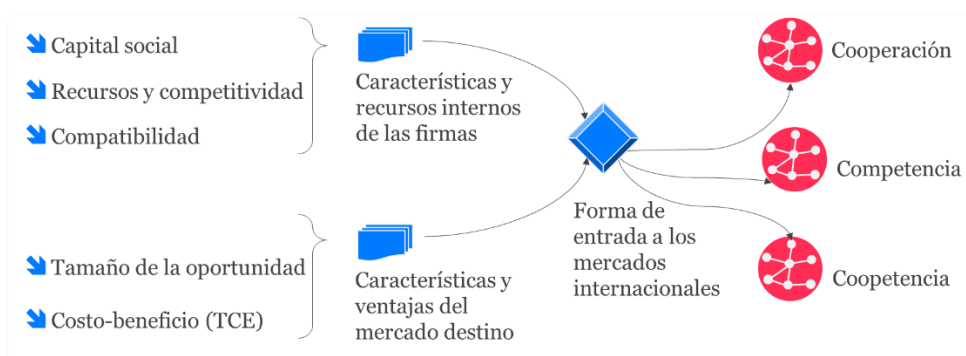 Capital social
Recursos y competitividad
Compatibilidad
Características y
recursos internos
de las firmas
Tamaño de la oportunidad
Costo-beneficio (TCE)
Características y
ventajas del
mercado destino
Forma de
entrada a los
mercados
internacionales
Cooperación
Competencia
Coopetencia